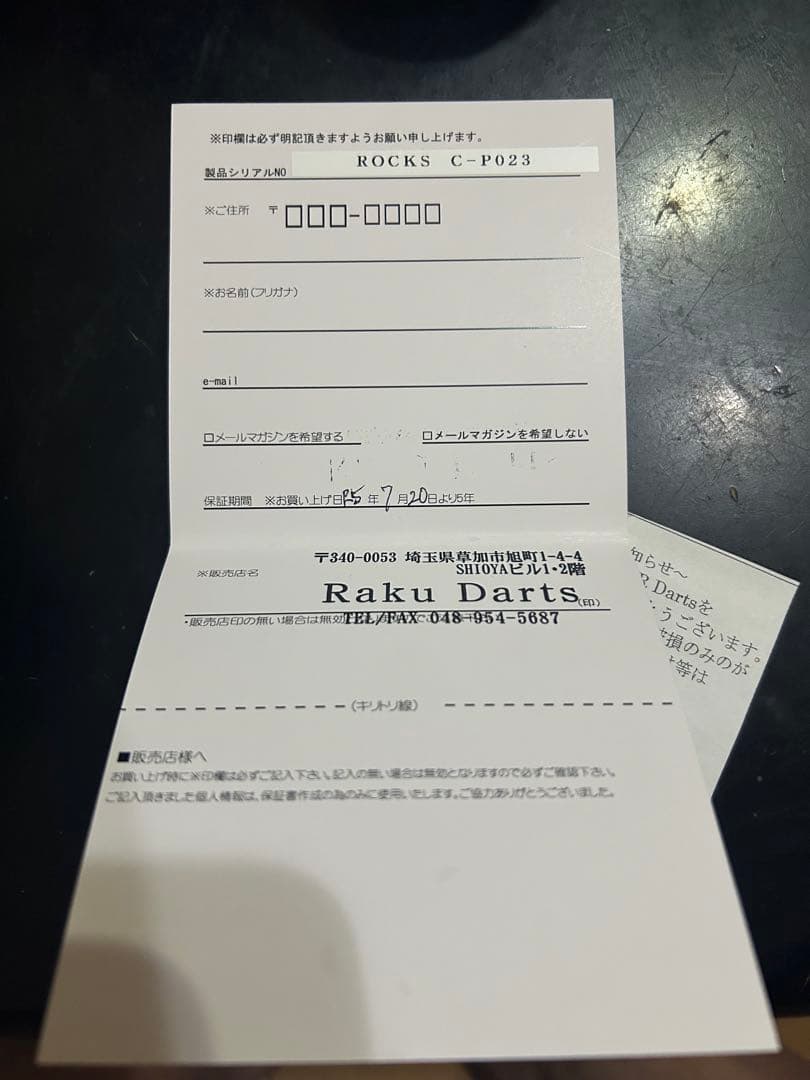 ※印欄は必ず明記頂きますようお願い申し上げます。
製品シリアルNO ROCKS C-P023
※ご住所 〒□□□-□□□□
※お名前(フリガナ)
e-mail
□メールマガジンを希望する □メールマガジンを希望しない
保証期間 ※お買い上げ日R5年7月20日より5年
〒340-0053 埼玉県草加市旭町1-4-4
SHIOYAビル1・2階
※販売店名
Raku Darts(印)
・販売店印の無い場合は無効
TEL/FAX 048-954-5687
(キリトリ線)
■販売店様へ
お買い上げ時に※印欄は必ずご記入下さい。記入の無い場合は無効となりますので必ずご確認下さい。
ご記入頂きました個人情報は、保証書作成の為のみに使用いたします。ご協力ありがとうございました。
知らせ～
Dartsを
うございます。
損のみのが
等は